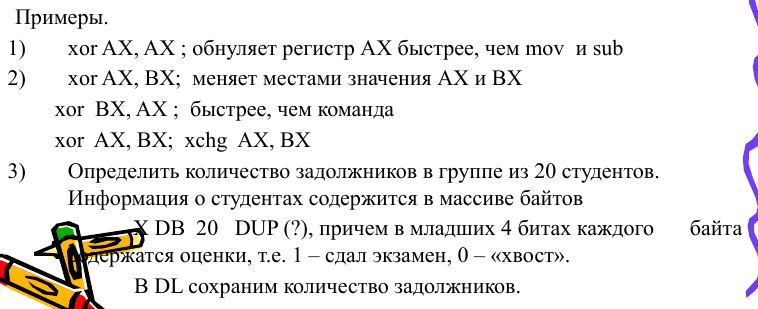 Примеры.
1) xor AX, AX ; обнуляет регистр AX быстрее, чем mov и sub
2) xor AX, BX; меняет местами значения AX и BX
xor BX, AX ; быстрее, чем команда
xor AX, BX; xchg AX, BX
3) Определить количество задолжников в группе из 20 студентов.
Информация о студентах содержится в массиве байтов
X DB 20 DUP (?), причем в младших 4 битах каждого байта
содержатся оценки, т.е. 1 – сдал экзамен, 0 – «хвост».
В DL сохраним количество задолжников.